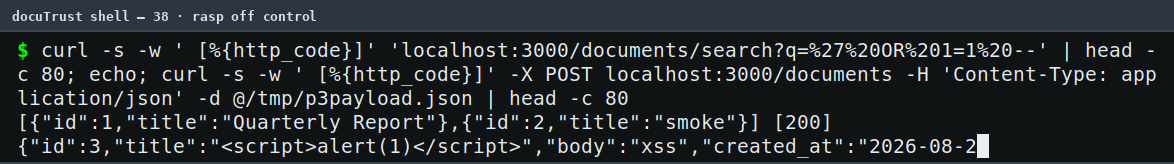 docuTrust shell — 38 · rasp off control
$ curl -s -w ' [%{http_code}]' 'localhost:3000/documents/search?q=%27%20OR%201=1%20--' | head -
c 80; echo; curl -s -w ' [%{http_code}]' -X POST localhost:3000/documents -H 'Content-Type: app
lication/json' -d @/tmp/p3payload.json | head -c 80
[{"id":1,"title":"Quarterly Report"},{"id":2,"title":"smoke"}] [200]
{"id":3,"title":"<script>alert(1)</script>","body":"xss","created_at":"2026-08-2